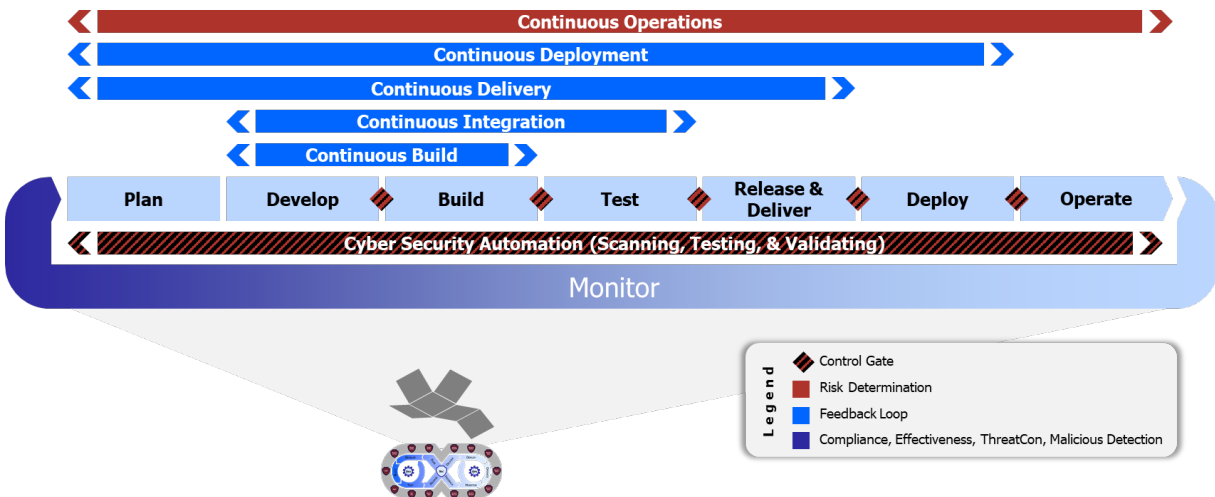 Continuous Operations
Continuous Deployment
Continuous Delivery
Continuous Integration
Continuous Build
Plan
Develop
Build
Test
Release &
Deliver
Deploy
Operate
Cyber Security Automation (Scanning, Testing, & Validating)
Monitor
Legend
Control Gate
Risk Determination
Feedback Loop
Compliance, Effectiveness, ThreatCon, Malicious Detection